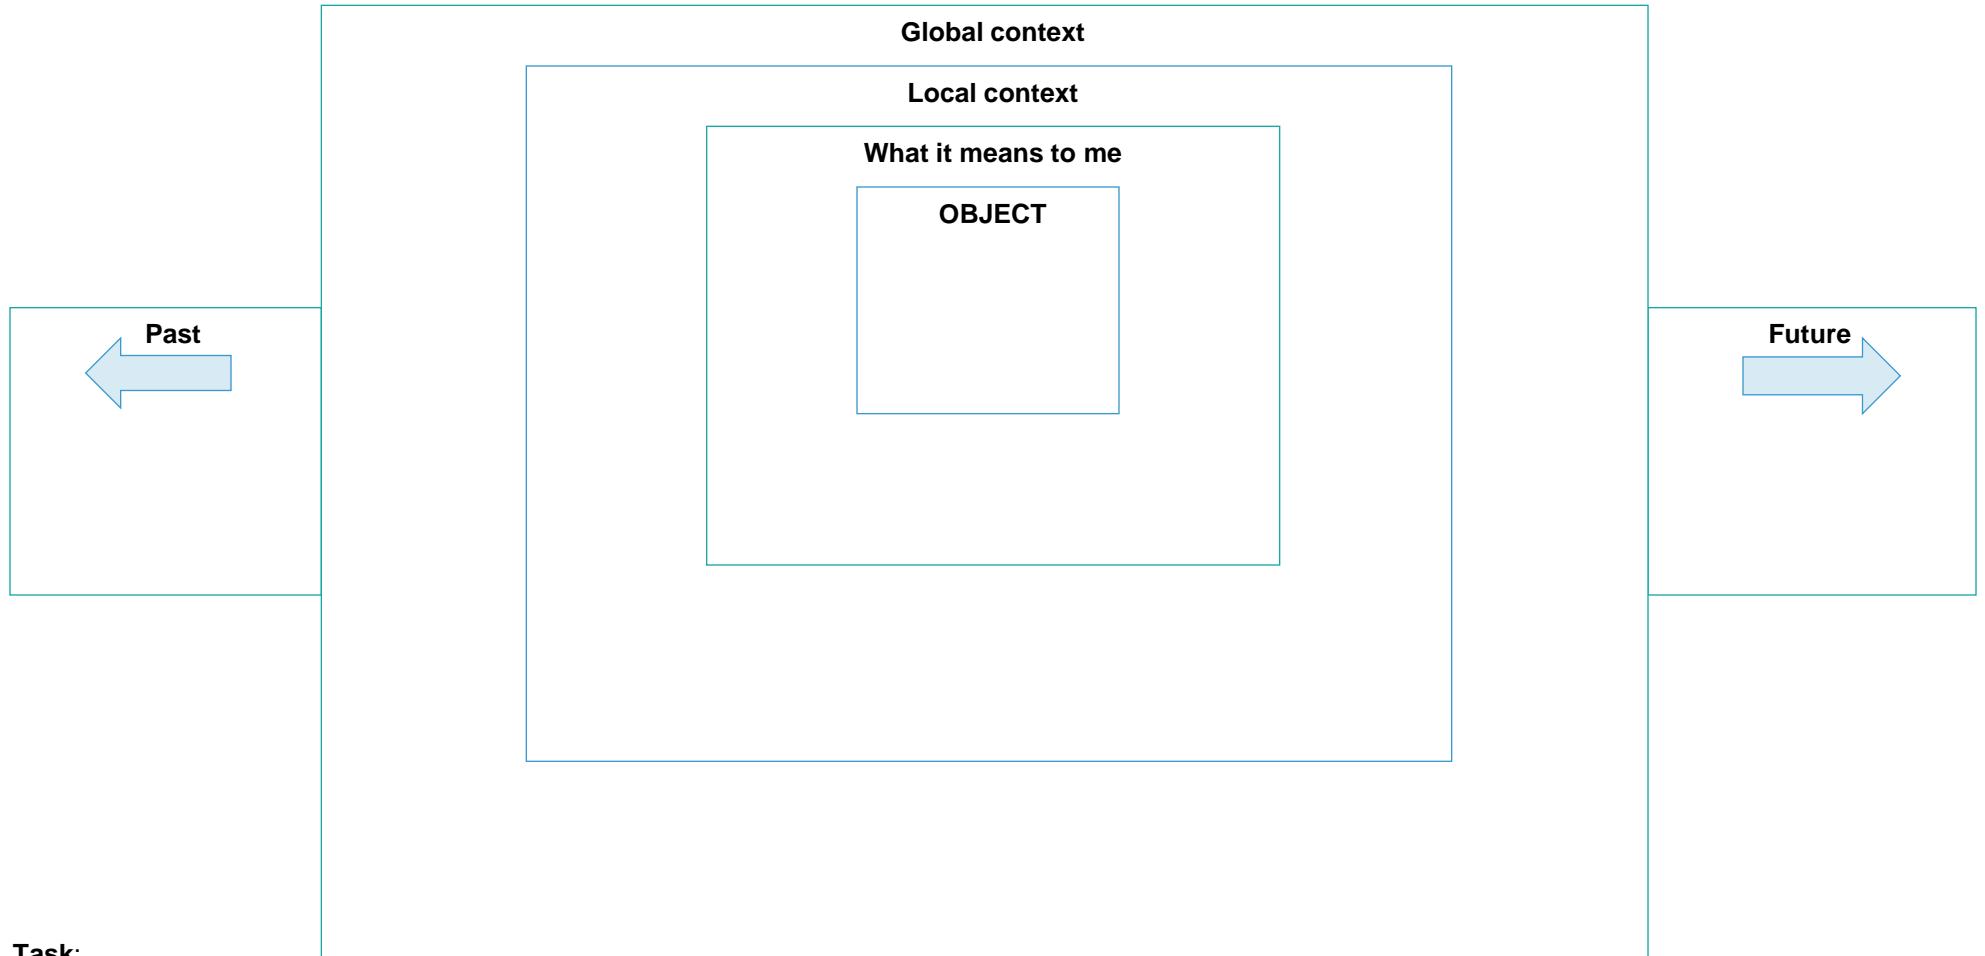 Global context
Local context
What it means to me
OBJECT
Past
Future
Task: